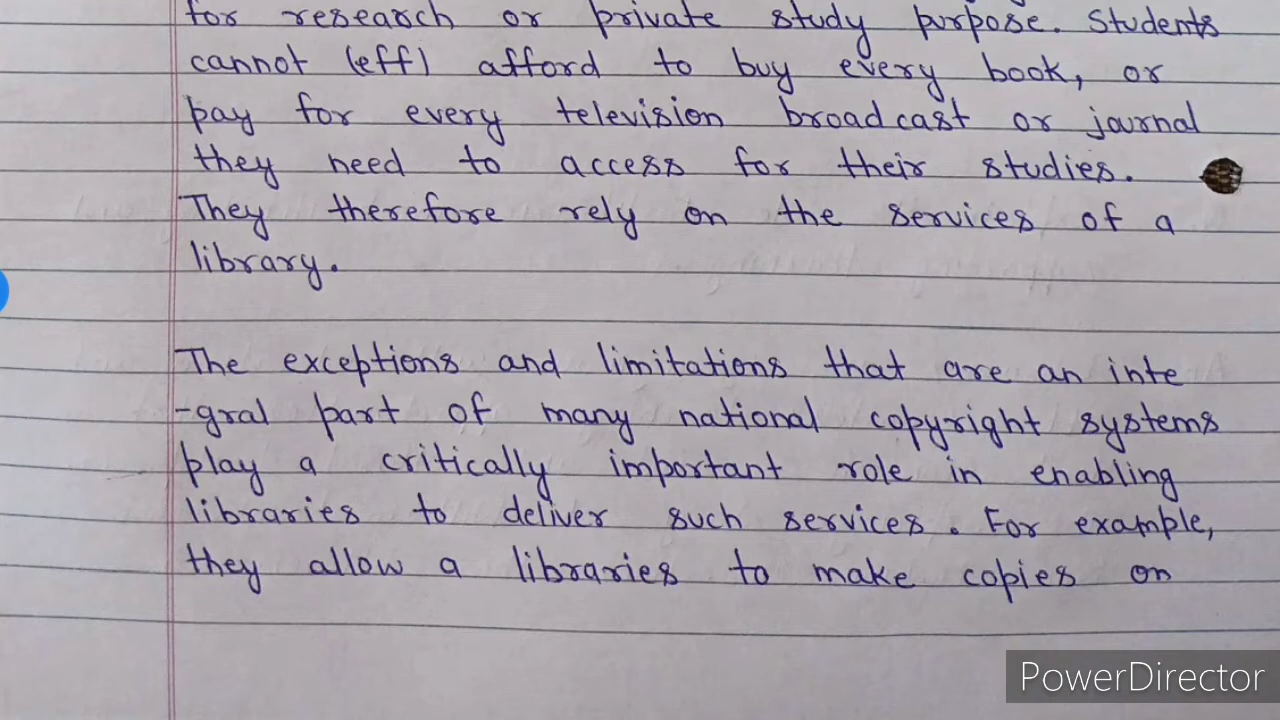 for research or private study purpose. Students
cannot (eff) afford to buy every book, or
pay for every television broadcast or journal
they need to access for their studies.
They therefore rely on the services of a
library.
The exceptions and limitations that are an inte
-gral part of many national copyright systems
play a critically important role in enabling
libraries to deliver such services. For example,
they allow a libraries to make copies on
PowerDirector